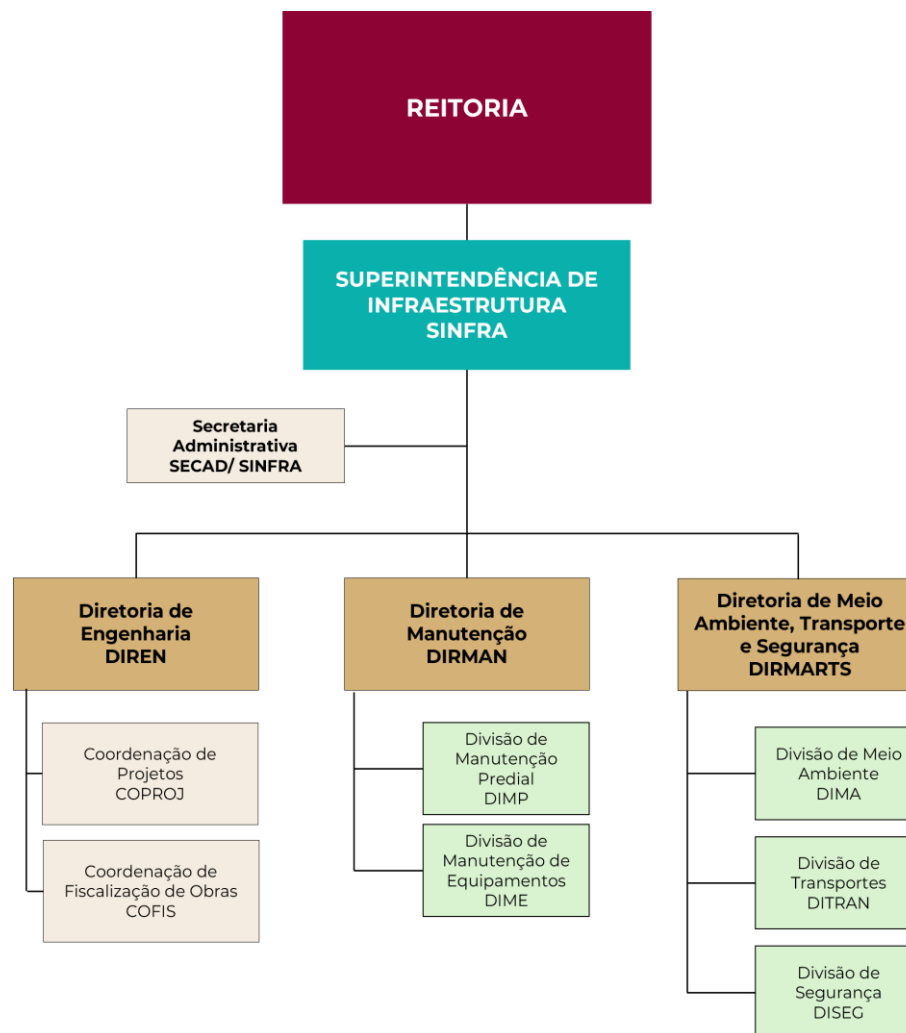 REITORIA
SUPERINTENDÊNCIA DE
INFRAESTRUTURA
SINFRA
Secretaria
Administrativa
SECAD/ SINFRA
Diretoria de
Engenharia
DIREN
Coordenação de
Projetos
COPROJ
Coordenação de
Fiscalização de Obras
COFIS
Diretoria de
Manutenção
DIRMAN
Divisão de
Manutenção
Predial
DIMP
Divisão de
Manutenção de
Equipamentos
DIME
Diretoria de Meio
Ambiente, Transporte
e Segurança
DIRMARTS
Divisão de Meio
Ambiente
DIMA
Divisão de
Transportes
DITRAN
Divisão de
Segurança
DISEG